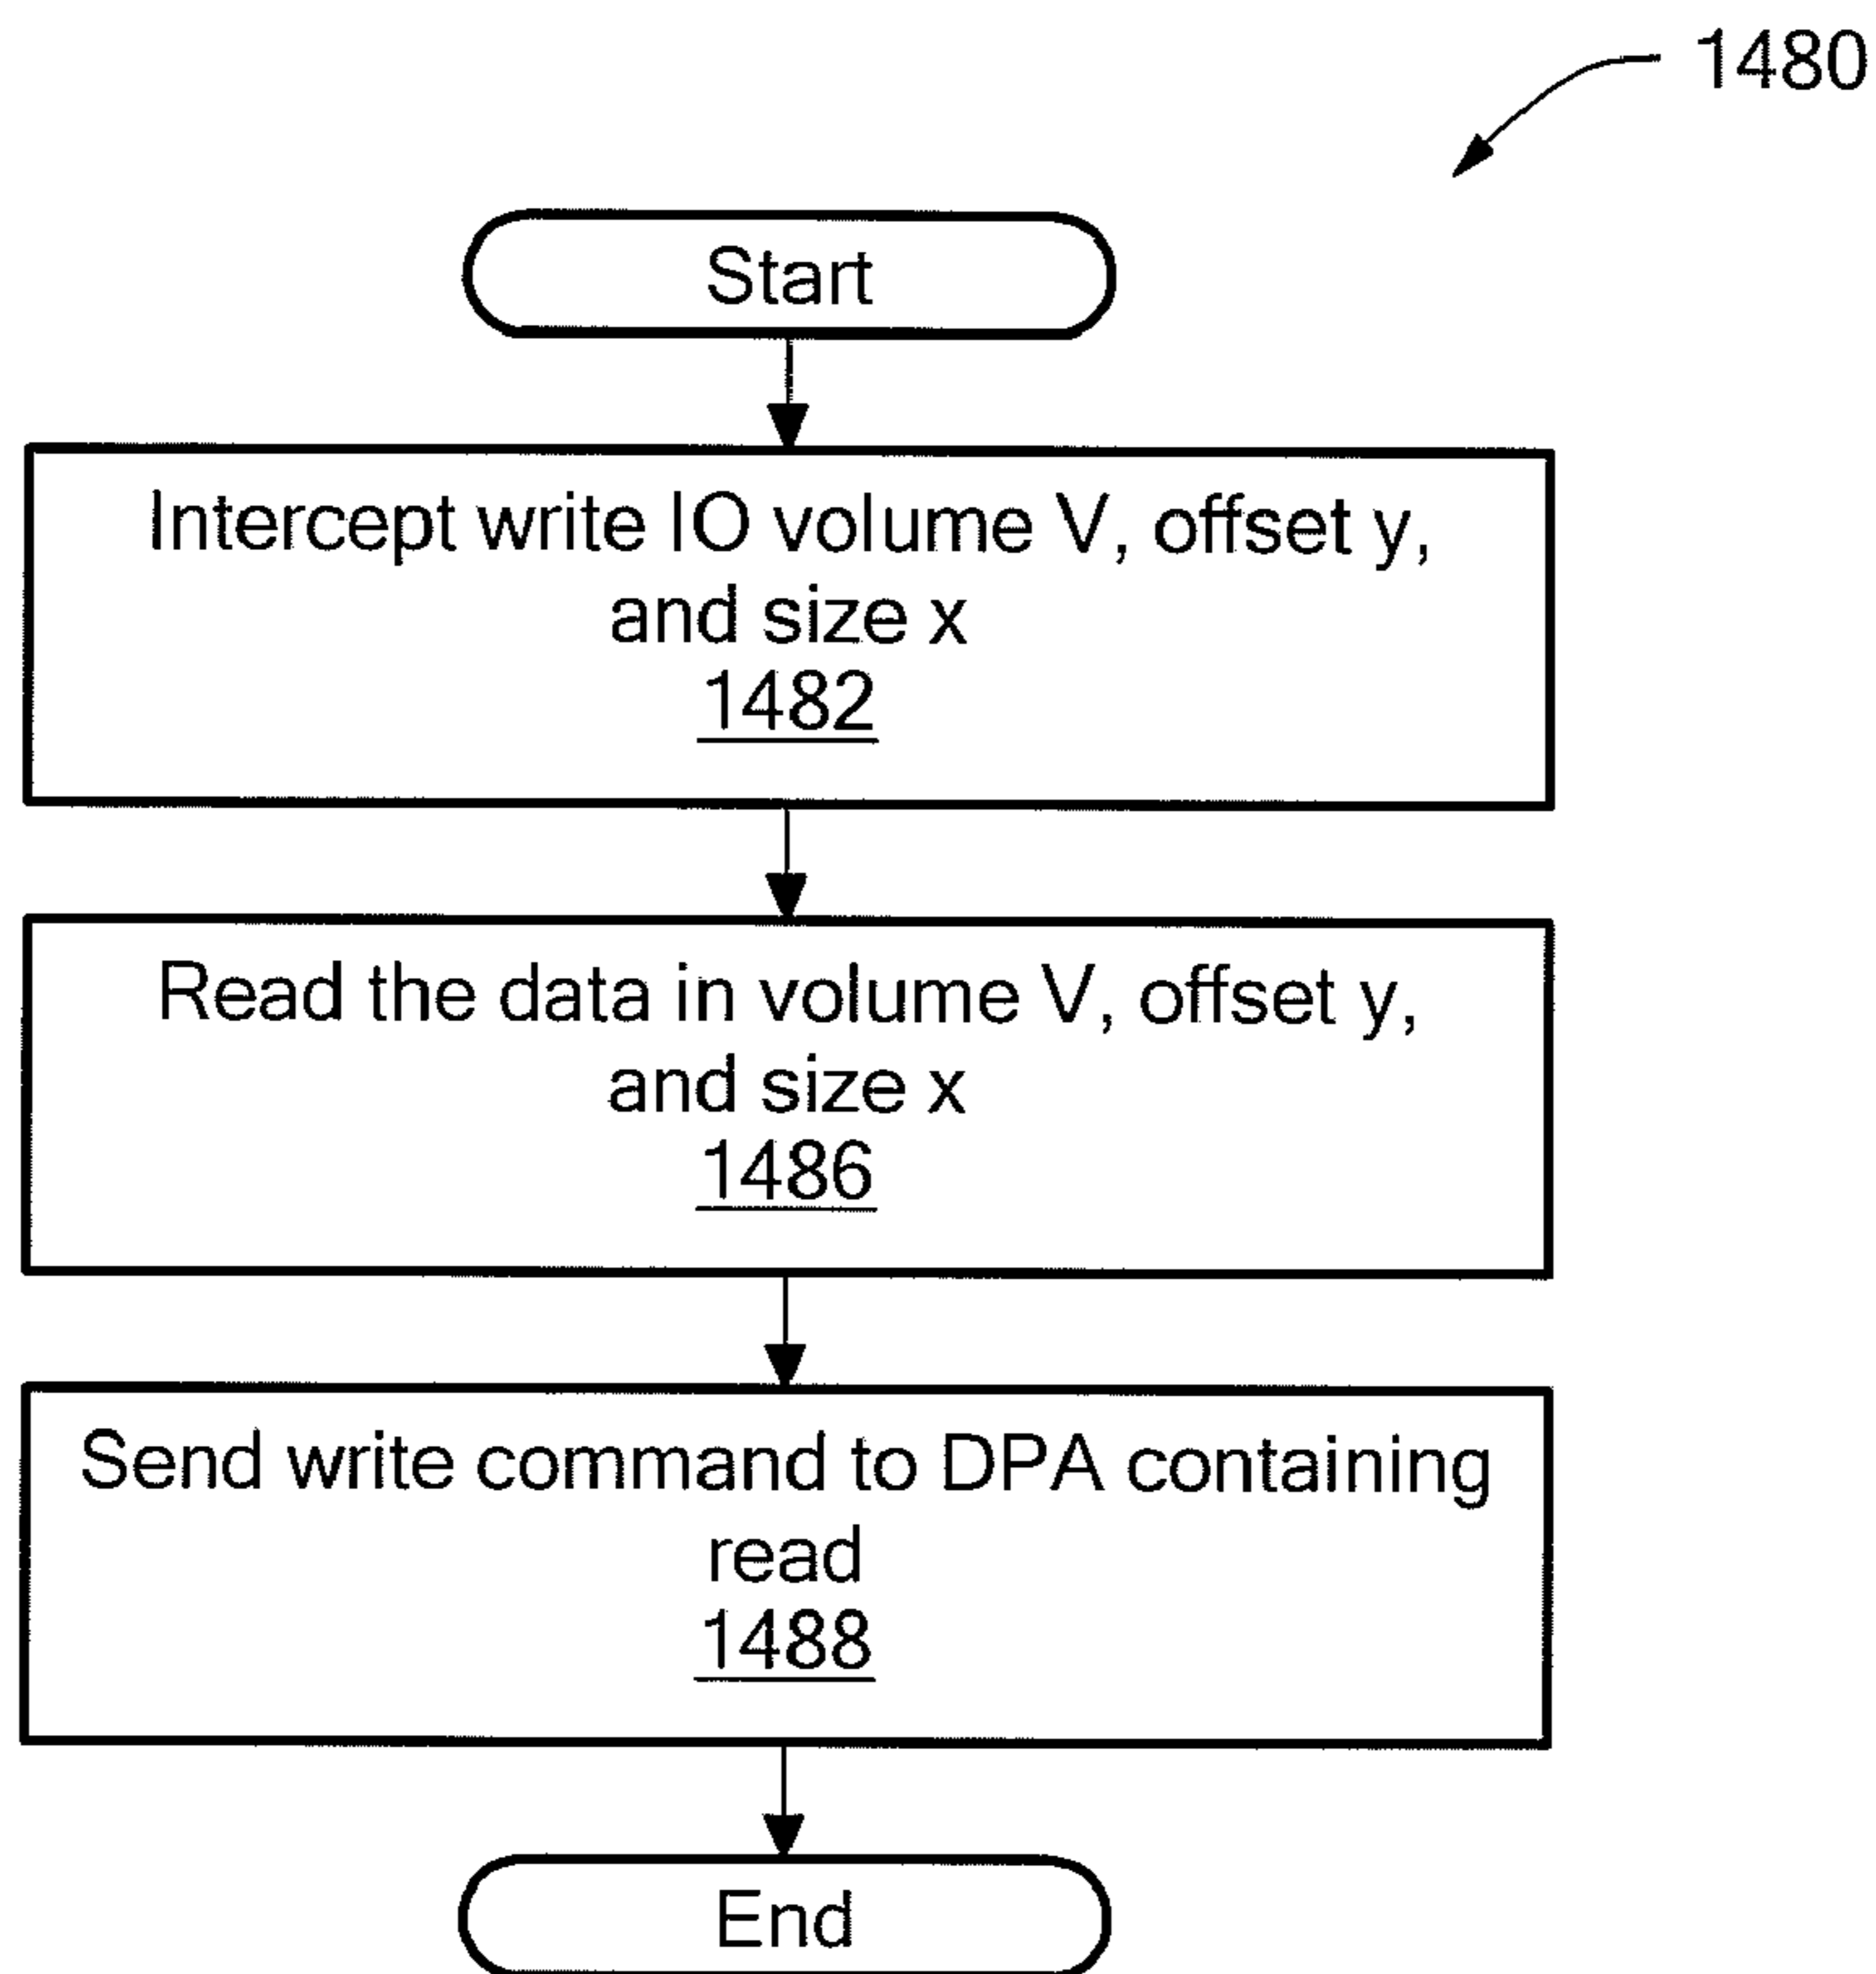 1480
Start
Intercept write IO volume V, offset y,
and size x
1482
Read the data in volume V, offset y,
and size x
1486
Send write command to DPA containing
read
1488
End